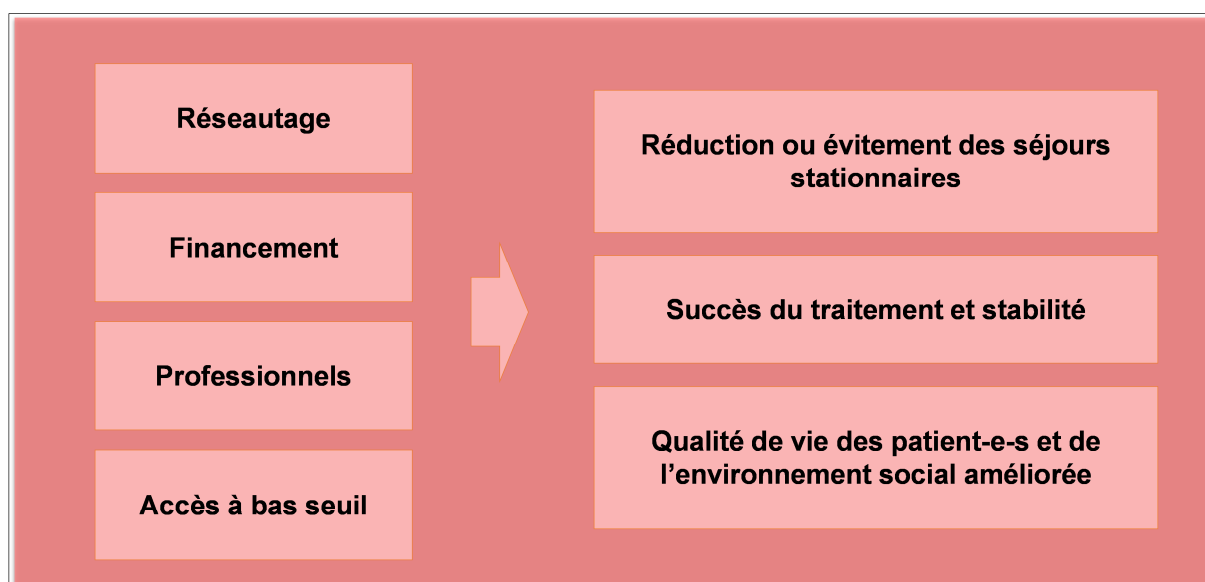 Réseautage
Financement
Professionnels
Accès à bas seuil
Réduction ou évitement des séjours
stationnaires
Succès du traitement et stabilité
Qualité de vie des patient-e-s et de
l’environnement social améliorée